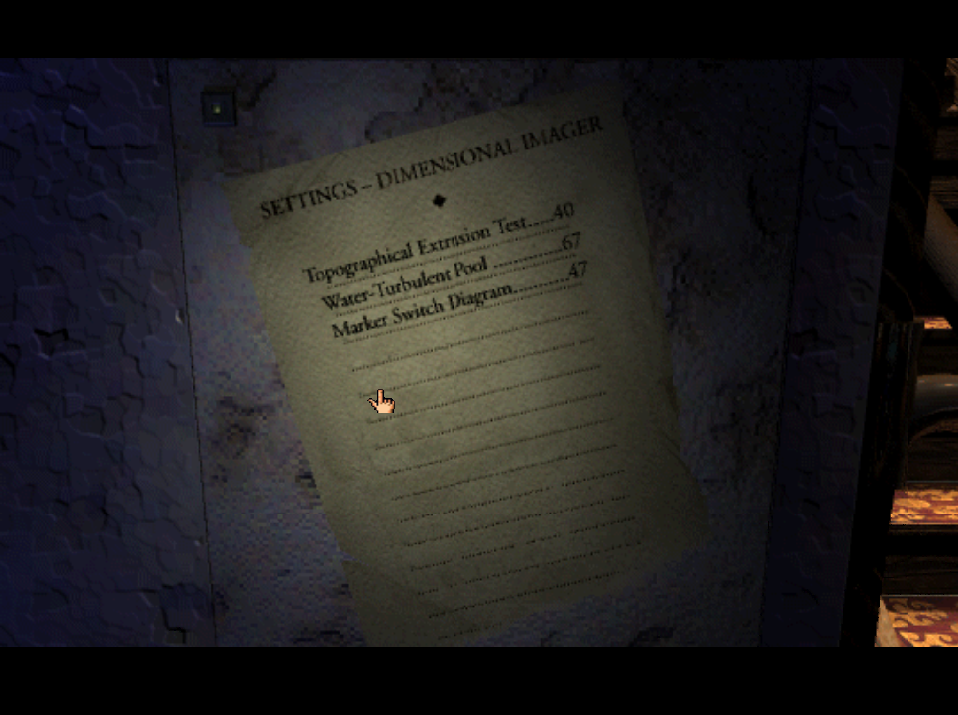 SETTINGS – DIMENSIONAL IMAGER
Topographical Extrusion Test.....40
Water-Turbulent Pool ..............67
Marker Switch Diagram...........47